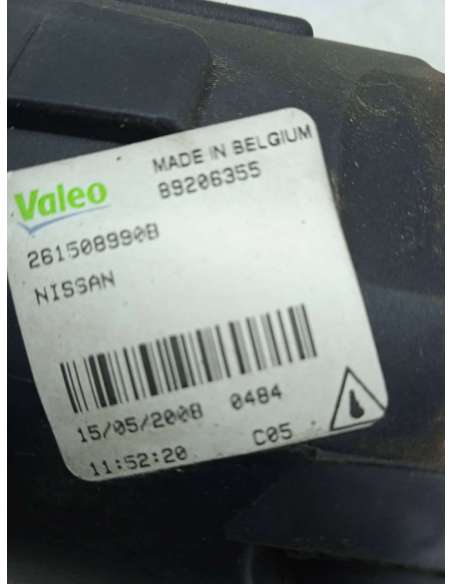 Valeo
MADE IN BELGIUM
89206355
261508990B
NISSAN
15/05/2008 0484
11:52:20 C05